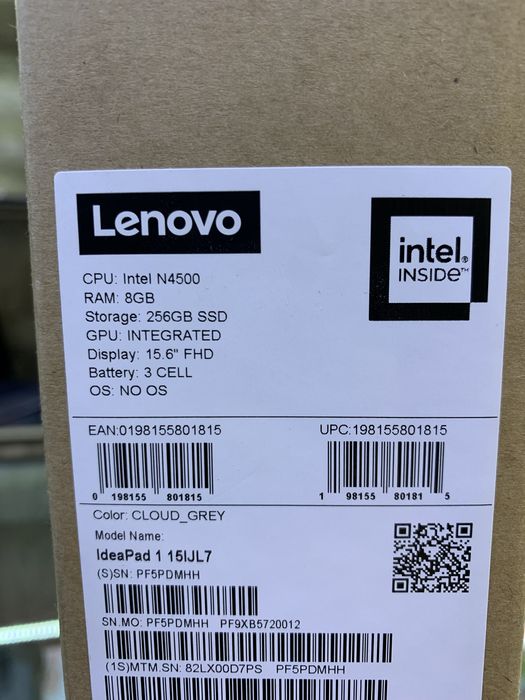 Lenovo
intel.
INSIDE™
CPU: Intel N4500
RAM: 8GB
Storage: 256GB SSD
GPU: INTEGRATED
Display: 15.6" FHD
Battery: 3 CELL
OS: NO OS
EAN:0198155801815 UPC:198155801815
0 198155 801815 1 98155 80181 5
Color: CLOUD_GREY
Model Name:
IdeaPad 1 15IJL7
(S)SN: PF5PDMHH
SN.MO: PF5PDMHH PF9XB5720012
(1S)MTM.SN: 82LX00D7PS PF5PDMHH